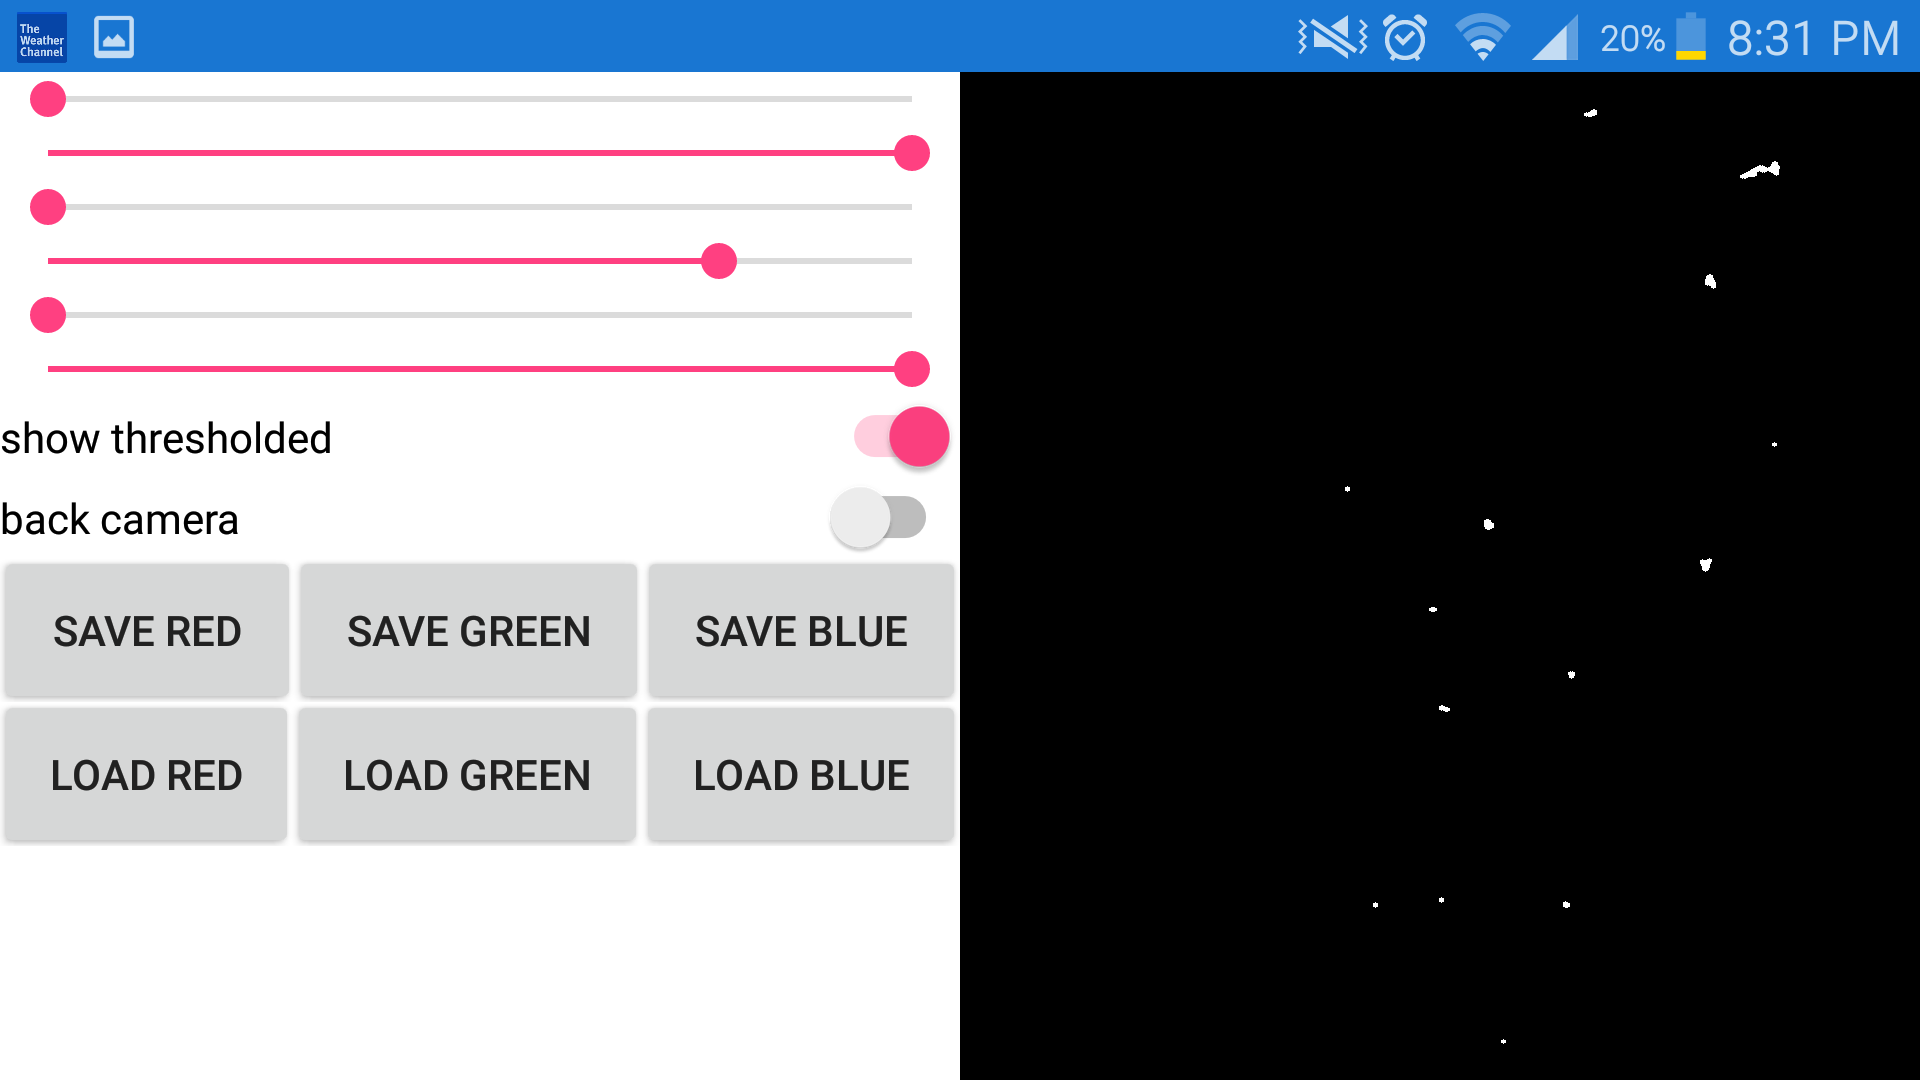 The
Weather
Channel
20% 8:31 PM
show thresholded
back camera
SAVE RED SAVE GREEN SAVE BLUE
LOAD RED LOAD GREEN LOAD BLUE